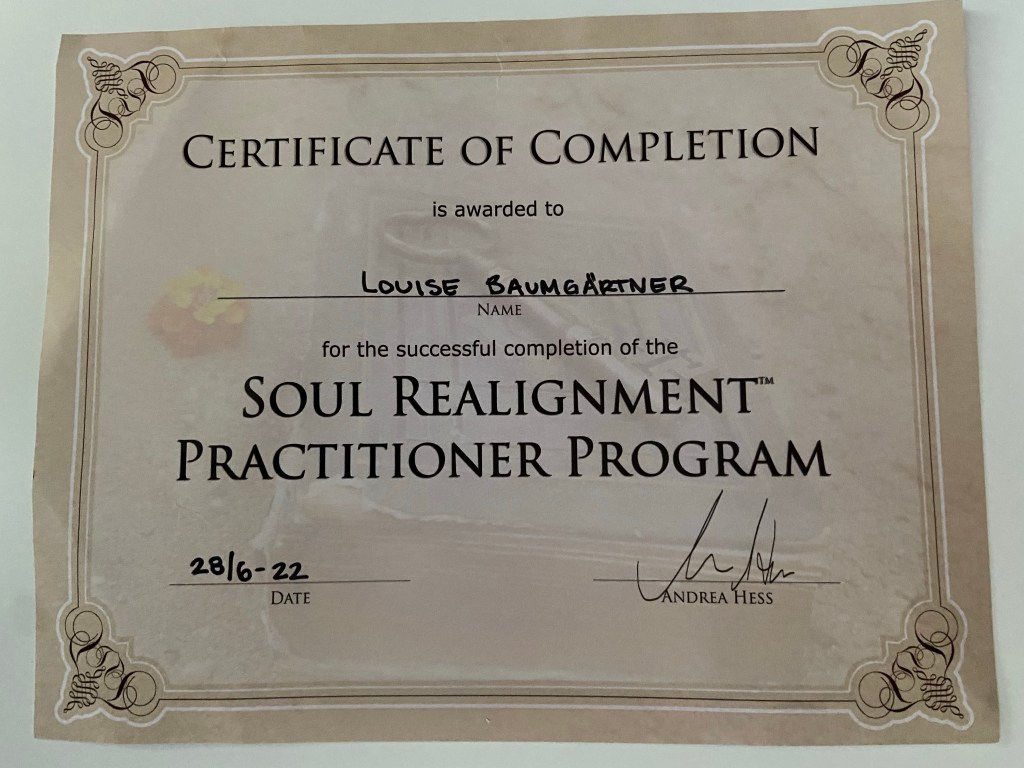 CERTIFICATE OF COMPLETION
is awarded to
LOUISE BAUMGÄRTNER
NAME
for the successful completion of the
SOUL REALIGNMENT™
PRACTITIONER PROGRAM
28/6-22
DATE
ANDREA HESS